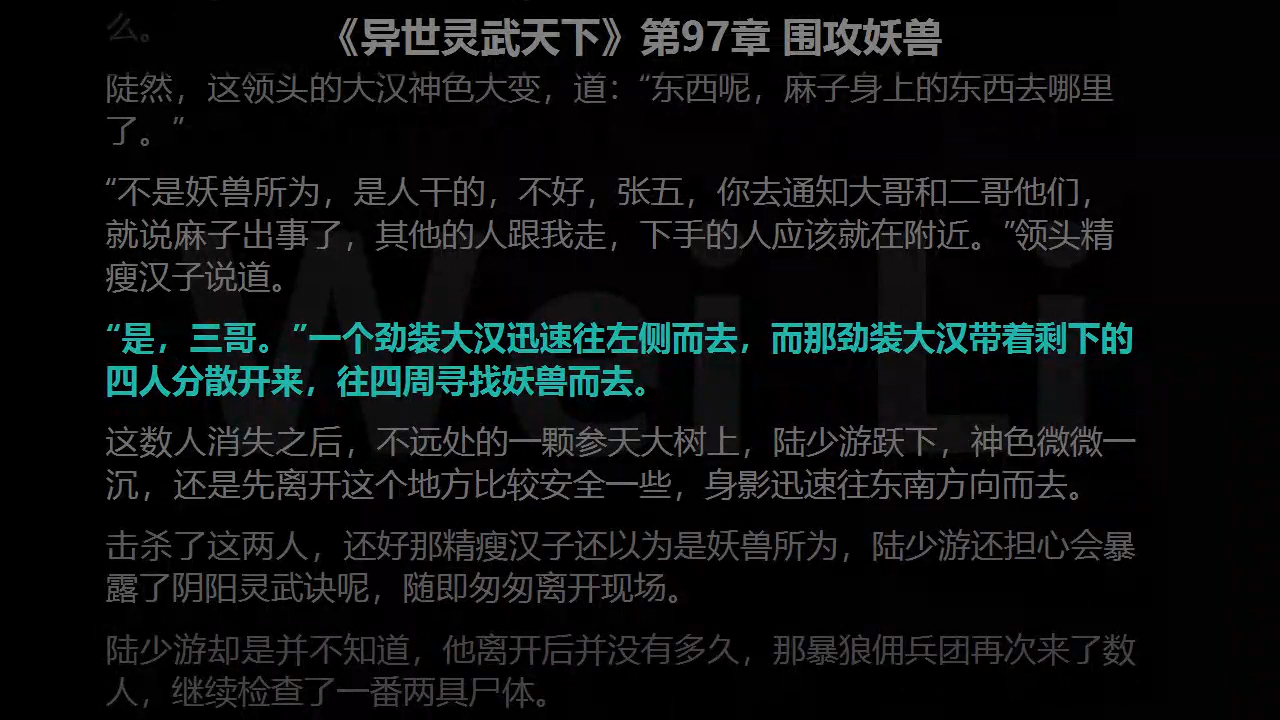 么。
《异世灵武天下》第97章 围攻妖兽
陡然，这领头的大汉神色大变，道：“东西呢，麻子身上的东西去哪里
了。”
“不是妖兽所为，是人干的，不好，张五，你去通知大哥和二哥他们，
就说麻子出事了，其他的人跟我走，下手的人应该就在附近。”领头精
瘦汉子说道。
“是，三哥。”一个劲装大汉迅速往左侧而去，而那劲装大汉带着剩下的
四人分散开来，往四周寻找妖兽而去。
这数人消失之后，不远处的一颗参天大树上，陆少游跃下，神色微微一
沉，还是先离开这个地方比较安全一些，身影迅速往东南方向而去。
击杀了这两人，还好那精瘦汉子还以为是妖兽所为，陆少游还担心会暴
露了阴阳灵武诀呢，随即匆匆离开现场。
陆少游却是并不知道，他离开后并没有多久，那暴狼佣兵团再次来了数
人，继续检查了一番两具尸体。
Wei Li